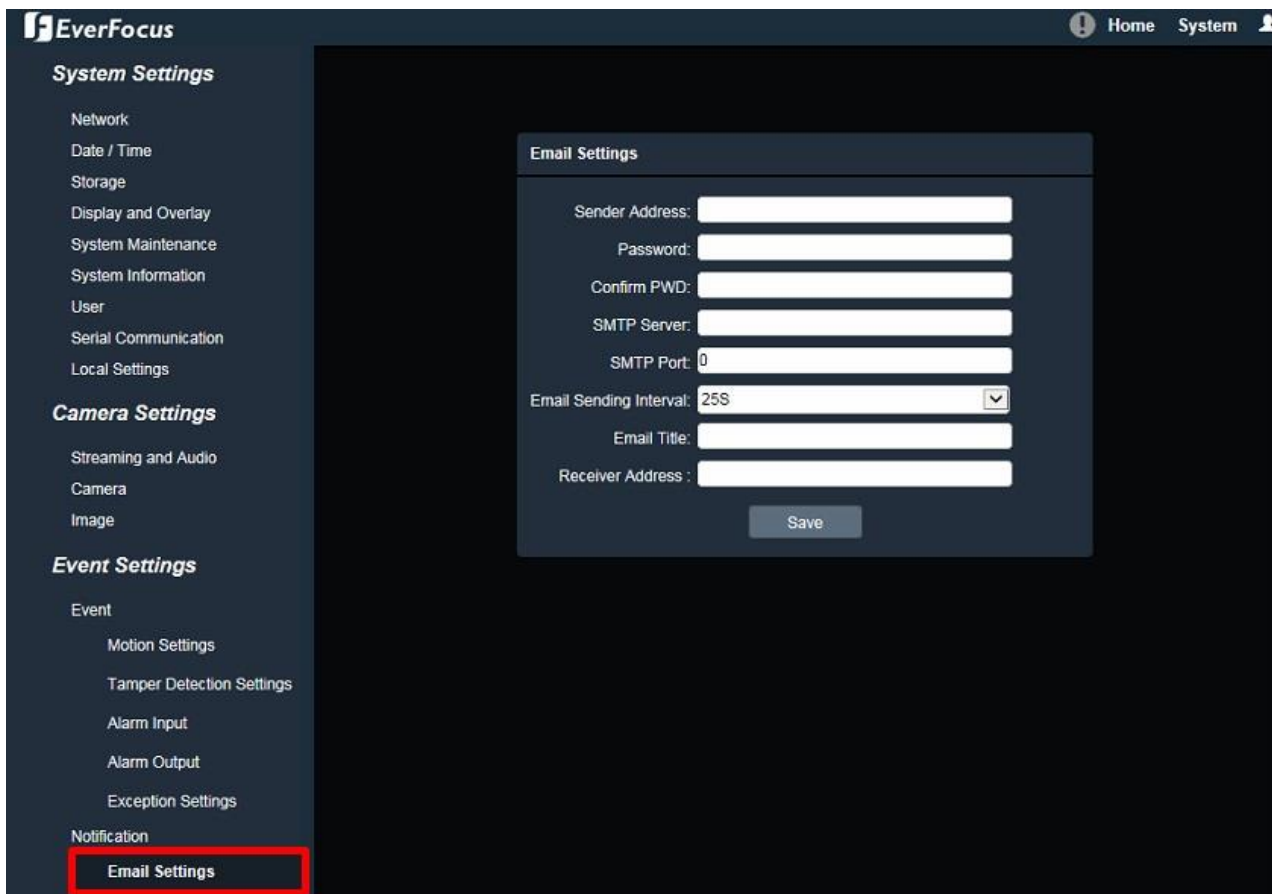 EverFocus
Home System
System Settings
Network
Date / Time
Storage
Display and Overlay
System Maintenance
System Information
User
Serial Communication
Local Settings
Camera Settings
Streaming and Audio
Camera
Image
Event Settings
Event
Motion Settings
Tamper Detection Settings
Alarm Input
Alarm Output
Exception Settings
Notification
Email Settings
Email Settings
Sender Address:
Password:
Confirm PWD:
SMTP Server:
SMTP Port: 0
Email Sending Interval: 25S
Email Title:
Receiver Address :
Save